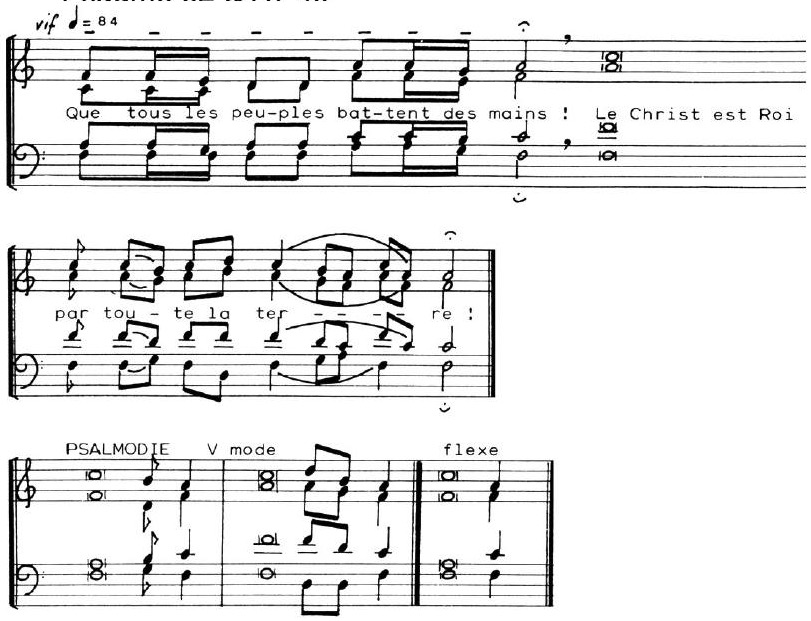 vif ♩= 84
Que tous les peu-ples bat-tent des mains ! Le Christ est Roi
par tou - te la ter - - - - re !
PSALMODIE V mode flexe